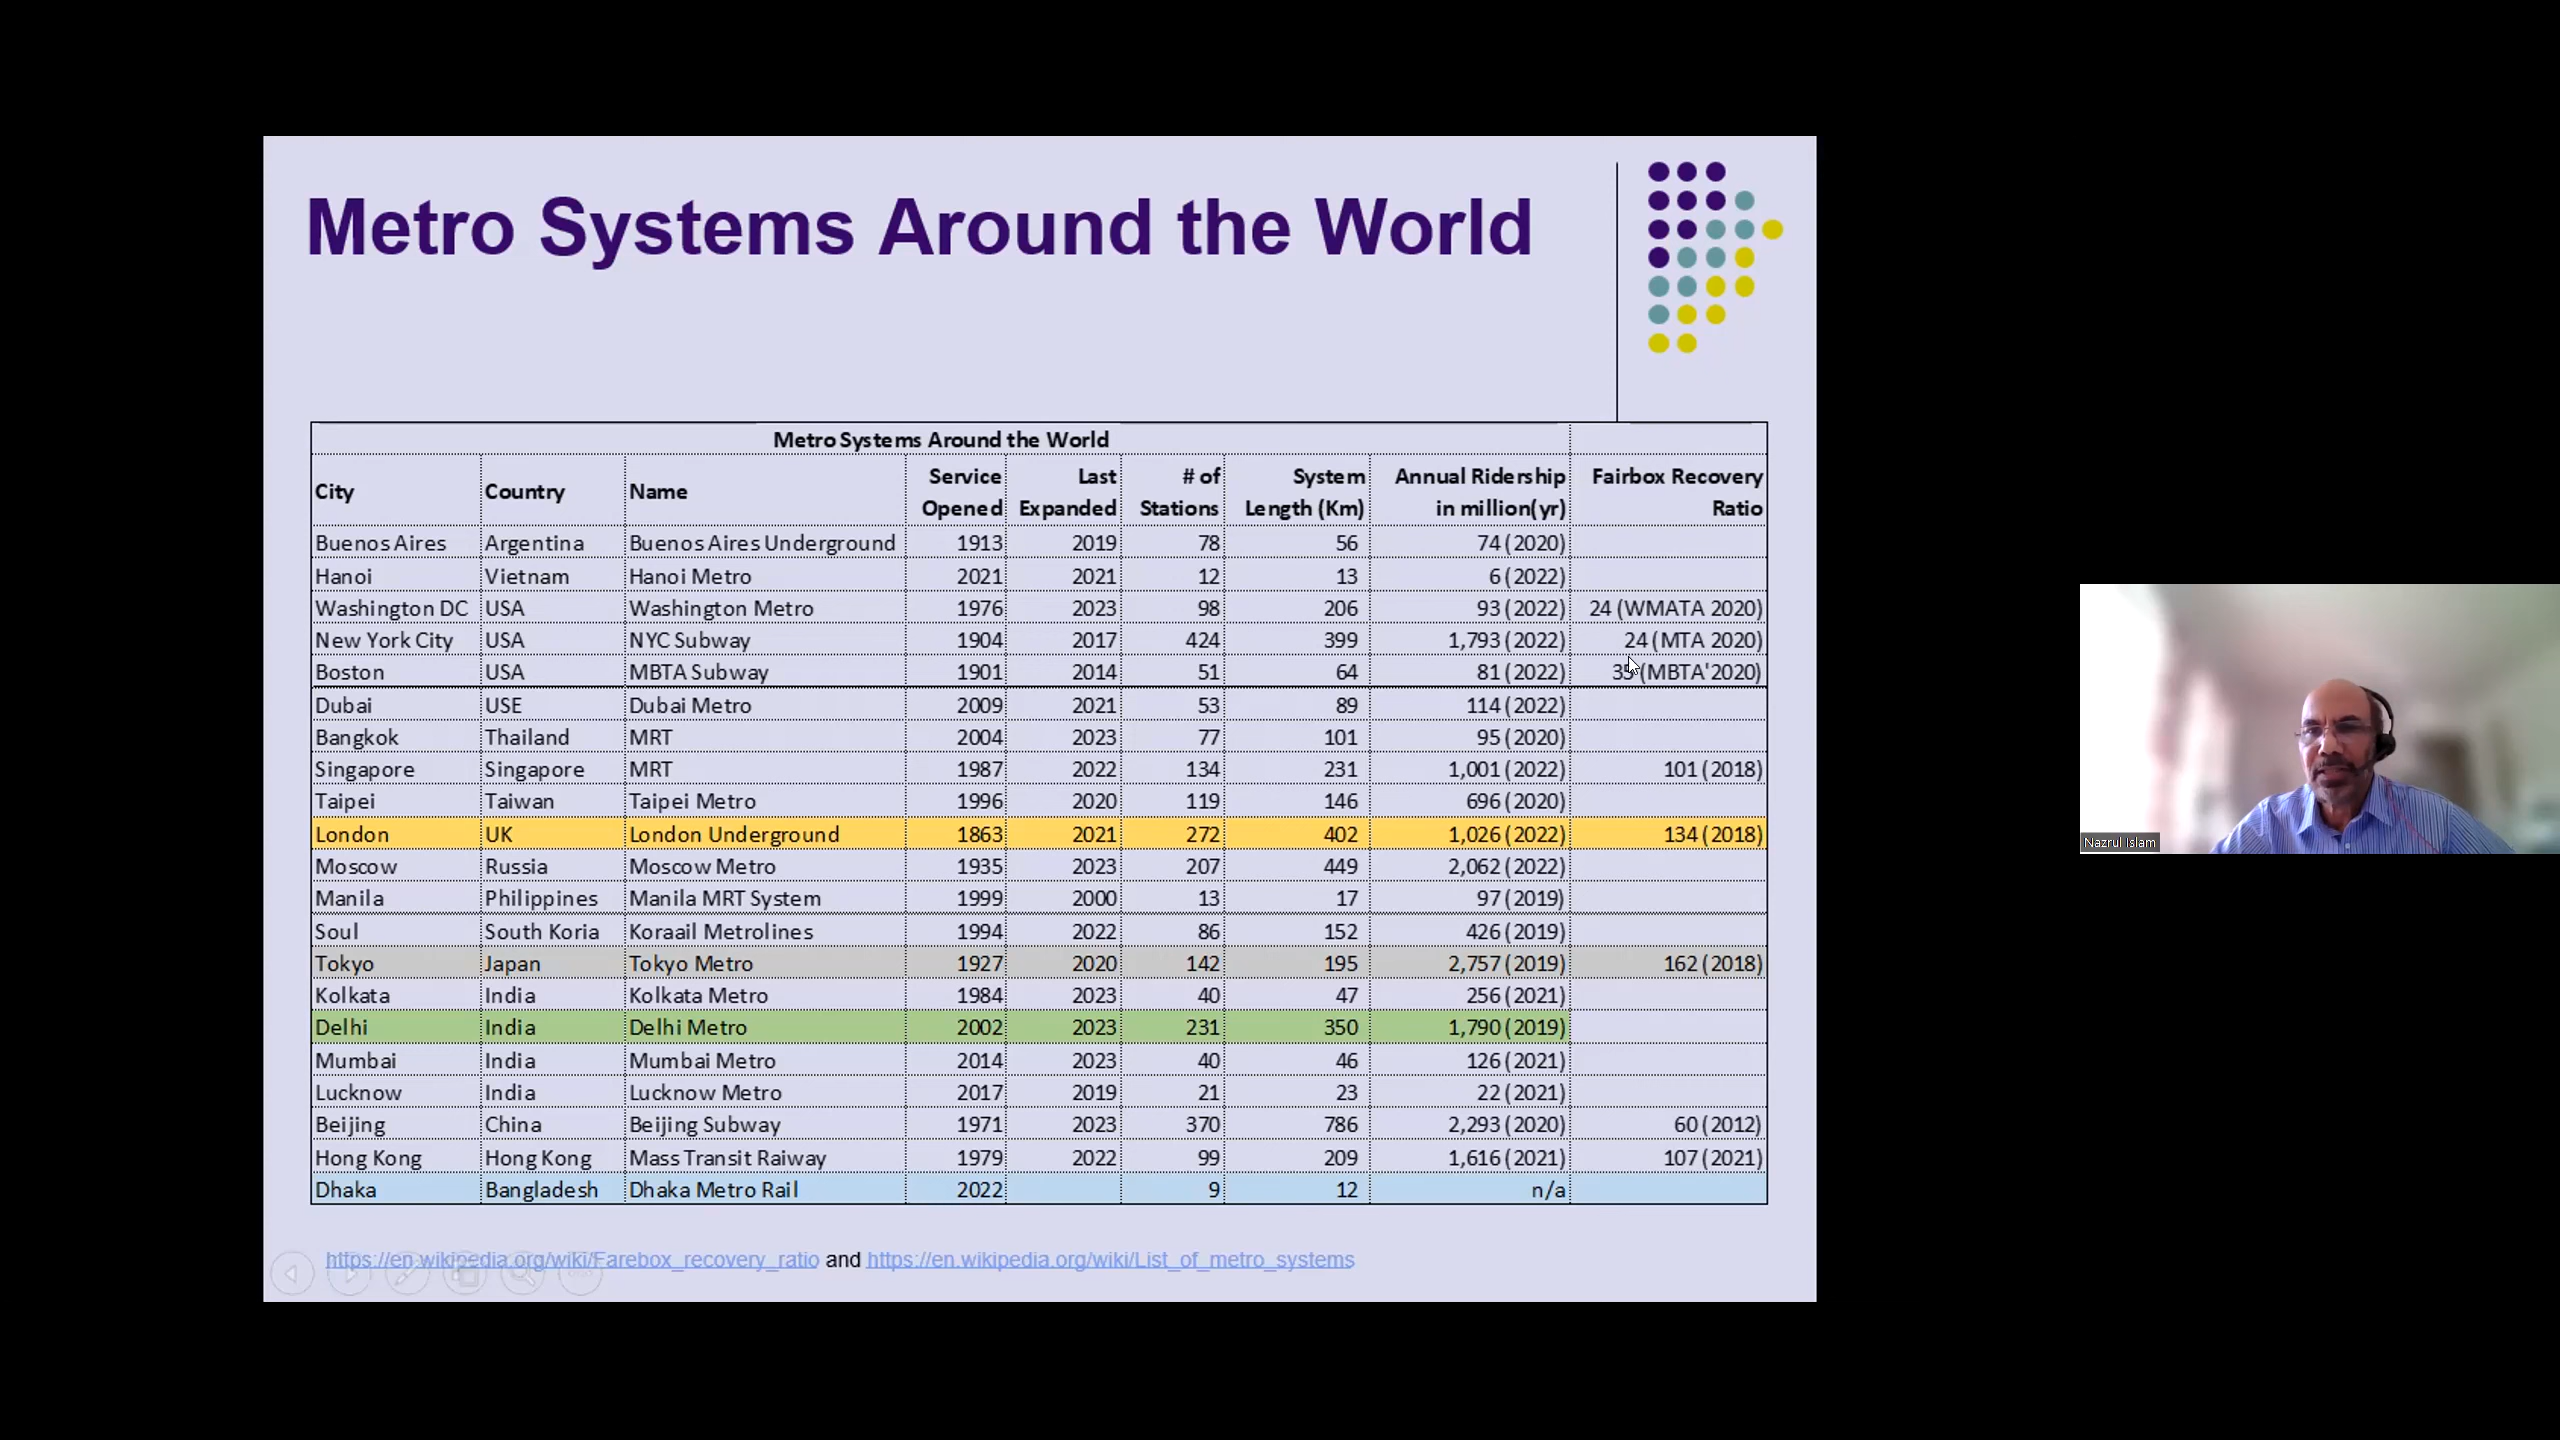 Metro Systems Around the World
Metro Systems Around the World
City Country Name Service Opened Last Expanded # of Stations System Length (Km) Annual Ridership in million(yr) Fairbox Recovery Ratio
Buenos Aires Argentina Buenos Aires Underground 1913 2019 78 56 74 (2020)
Hanoi Vietnam Hanoi Metro 2021 2021 12 13 6 (2022)
Washington DC USA Washington Metro 1976 2023 98 206 93 (2022) 24 (WMATA 2020)
New York City USA NYC Subway 1904 2017 424 399 1,793 (2022) 24 (MTA 2020)
Boston USA MBTA Subway 1901 2014 51 64 81 (2022) 35 (MBTA'2020)
Dubai USE Dubai Metro 2009 2021 53 89 114 (2022)
Bangkok Thailand MRT 2004 2023 77 101 95 (2020)
Singapore Singapore MRT 1987 2022 134 231 1,001 (2022) 101 (2018)
Taipei Taiwan Taipei Metro 1996 2020 119 146 696 (2020)
London UK London Underground 1863 2021 272 402 1,026 (2022) 134 (2018)
Moscow Russia Moscow Metro 1935 2023 207 449 2,062 (2022)
Manila Philippines Manila MRT System 1999 2000 13 17 97 (2019)
Soul South Koria Koraail Metrolines 1994 2022 86 152 426 (2019)
Tokyo Japan Tokyo Metro 1927 2020 142 195 2,757 (2019) 162 (2018)
Kolkata India Kolkata Metro 1984 2023 40 47 256 (2021)
Delhi India Delhi Metro 2002 2023 231 350 1,790 (2019)
Mumbai India Mumbai Metro 2014 2023 40 46 126 (2021)
Lucknow India Lucknow Metro 2017 2019 21 23 22 (2021)
Beijing China Beijing Subway 1971 2023 370 786 2,293 (2020) 60 (2012)
Hong Kong Hong Kong Mass Transit Raiway 1979 2022 99 209 1,616 (2021) 107 (2021)
Dhaka Bangladesh Dhaka Metro Rail 2022 9 12 n/a
https://en.wikipedia.org/wiki/Farebox_recovery_ratio and https://en.wikipedia.org/wiki/List_of_metro_systems
Nazrul Islam